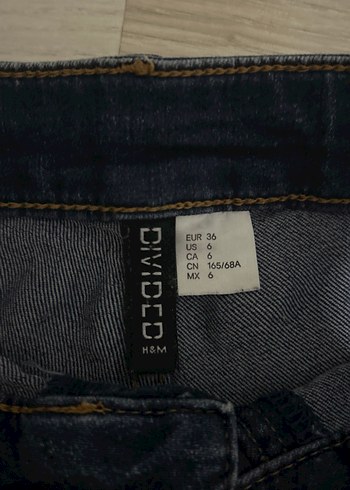 DIVIDED
H&M
EUR 36
US 6
CA 6
CN 165/68A
MX 6